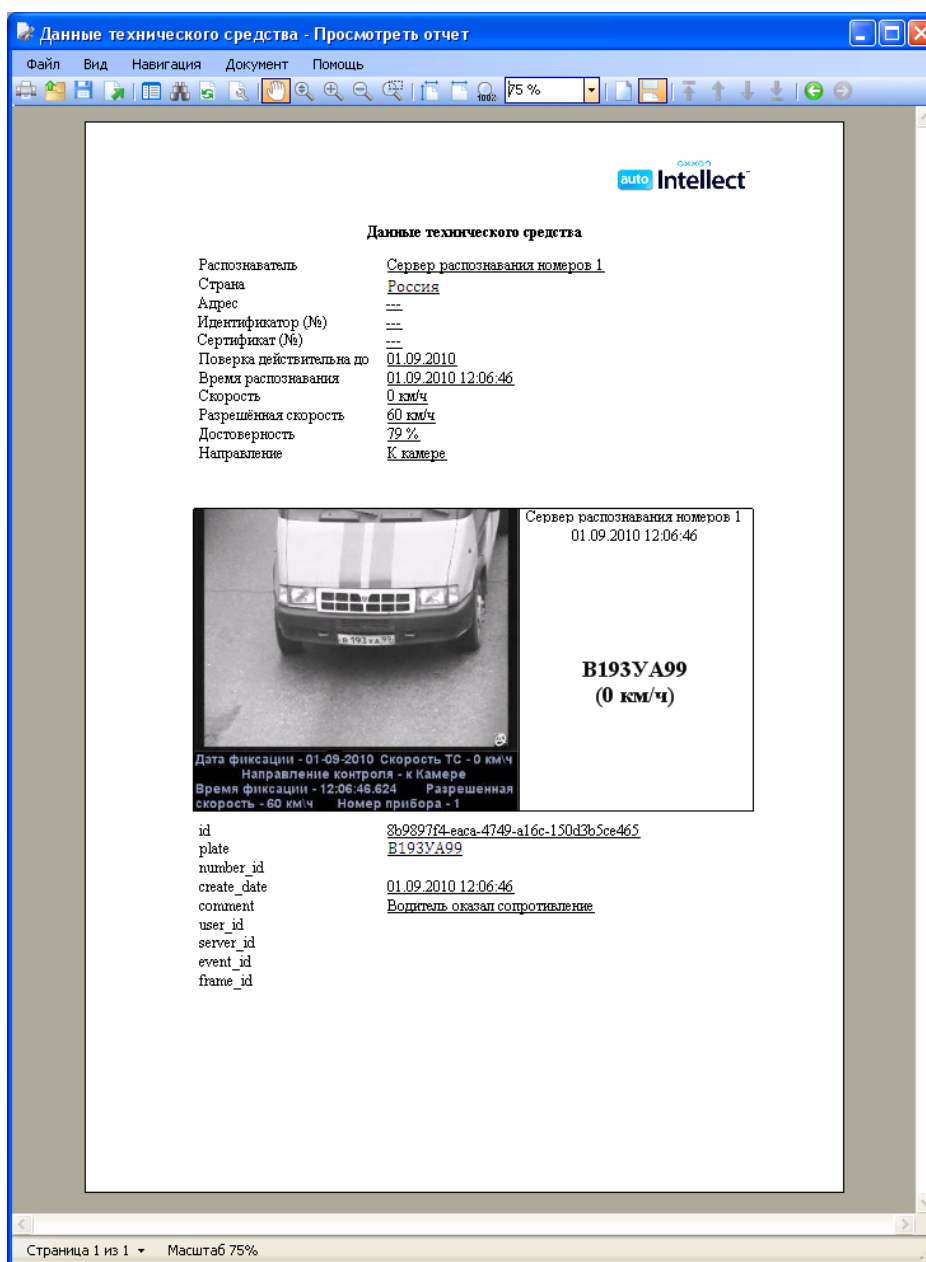 Данные технического средства - Просмотреть отчет
Файл Вид Навигация Документ Помощь
100% 75 %
axxon
auto Intellect
Данные технического средства
Распознаватель Сервер распознавания номеров 1
Страна Россия
Адрес ---
Идентификатор (№) ---
Сертификат (№) ---
Поверка действительна до 01.09.2010
Время распознавания 01.09.2010 12:06:46
Скорость 0 км/ч
Разрешённая скорость 60 км/ч
Достоверность 79 %
Направление К камере
Сервер распознавания номеров 1
01.09.2010 12:06:46
В 193 УА 99
В193УА99
(0 км/ч)
Дата фиксации - 01-09-2010 Скорость ТС - 0 км\ч
Направление контроля - к Камере
Время фиксации - 12:06:46.624 Разрешенная
скорость - 60 км\ч Номер прибора - 1
id 8b9897f4-eaca-4749-a16c-150d3b5ce465
plate В193УА99
number_id
create_date 01.09.2010 12:06:46
comment Водитель оказал сопротивление
user_id
server_id
event_id
frame_id
Страница 1 из 1 Масштаб 75%